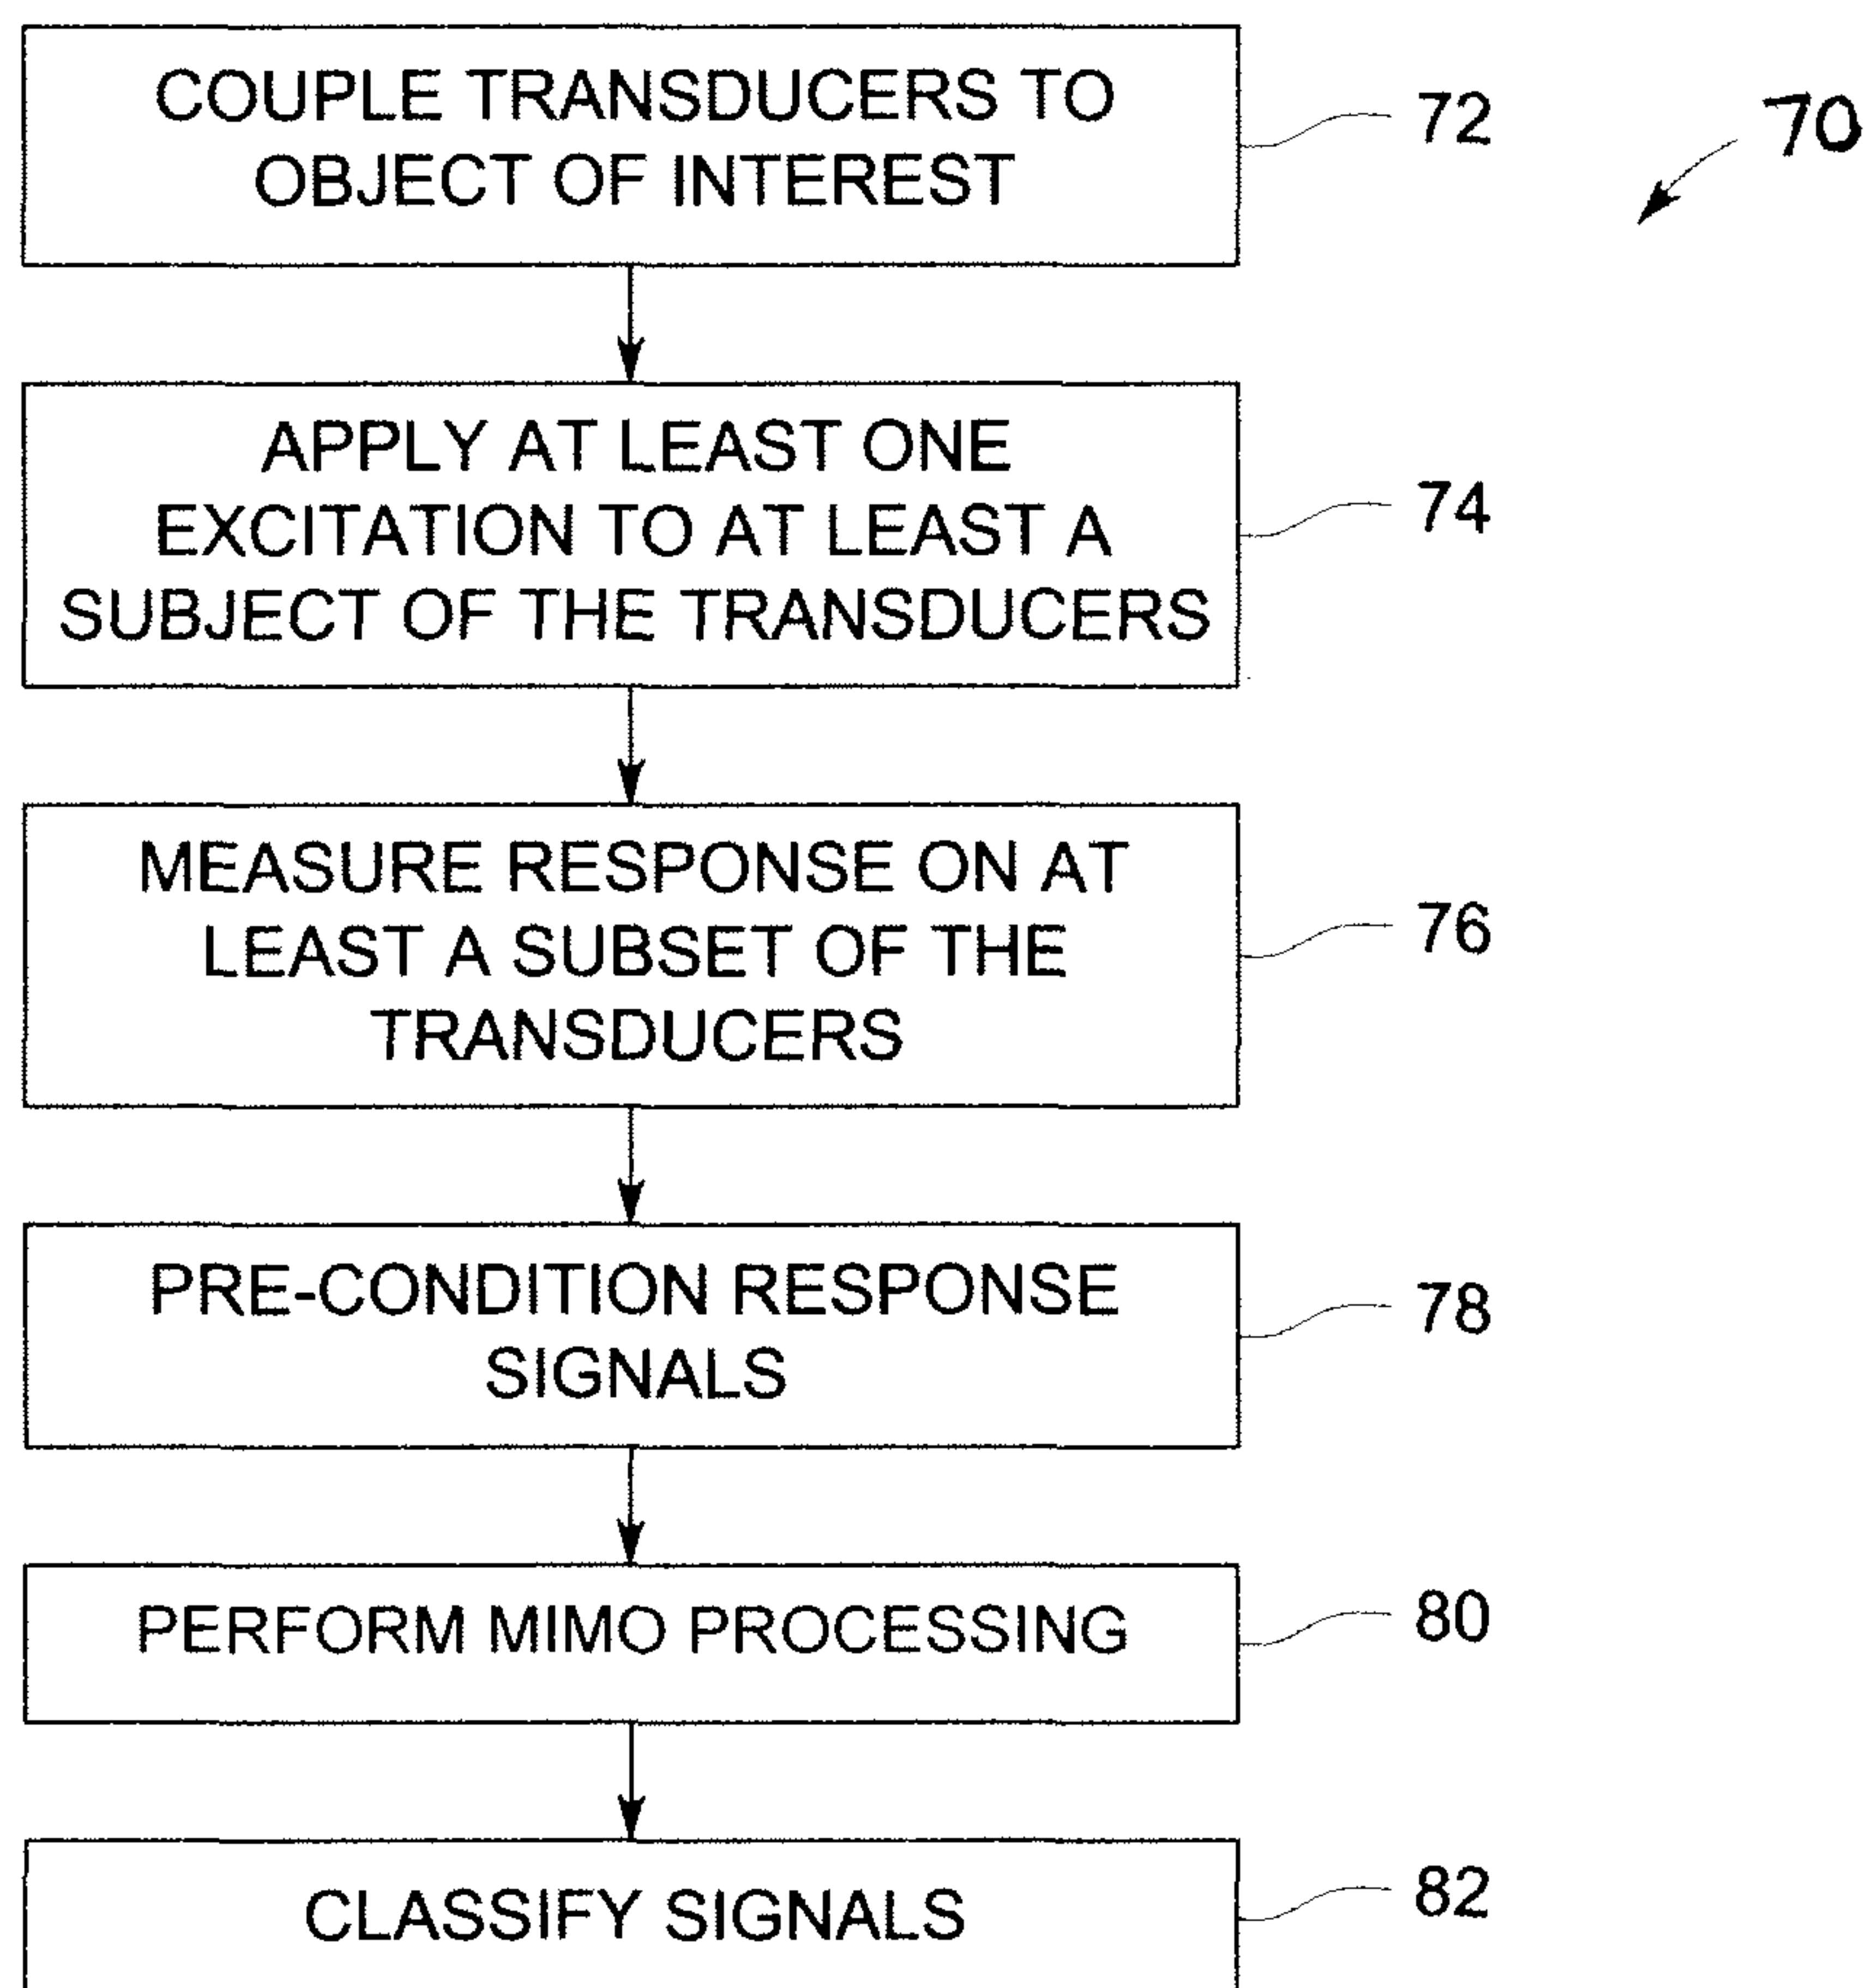 COUPLE TRANSDUCERS TO
OBJECT OF INTEREST
72
70
APPLY AT LEAST ONE
EXCITATION TO AT LEAST A
SUBJECT OF THE TRANSDUCERS
74
MEASURE RESPONSE ON AT
LEAST A SUBSET OF THE
TRANSDUCERS
76
PRE-CONDITION RESPONSE
SIGNALS
78
PERFORM MIMO PROCESSING
80
CLASSIFY SIGNALS
82